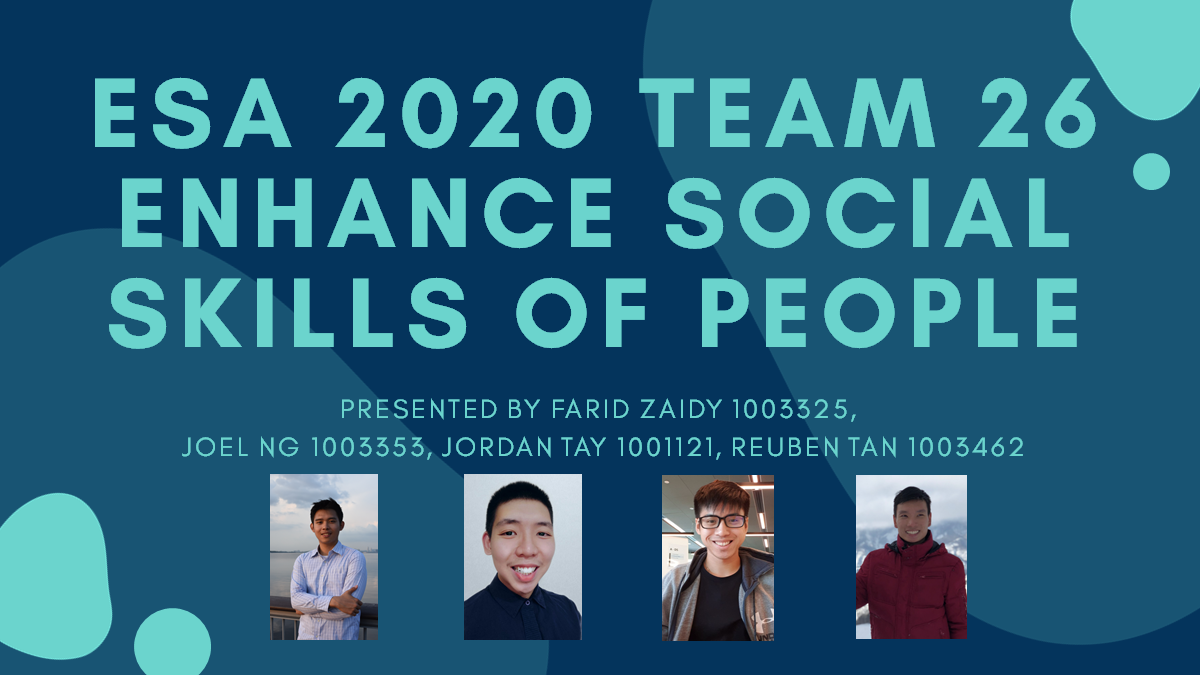 ESA 2020 TEAM 26
ENHANCE SOCIAL
SKILLS OF PEOPLE
PRESENTED BY FARID ZAIDY 1003325,
JOEL NG 1003353, JORDAN TAY 1001121, REUBEN TAN 1003462